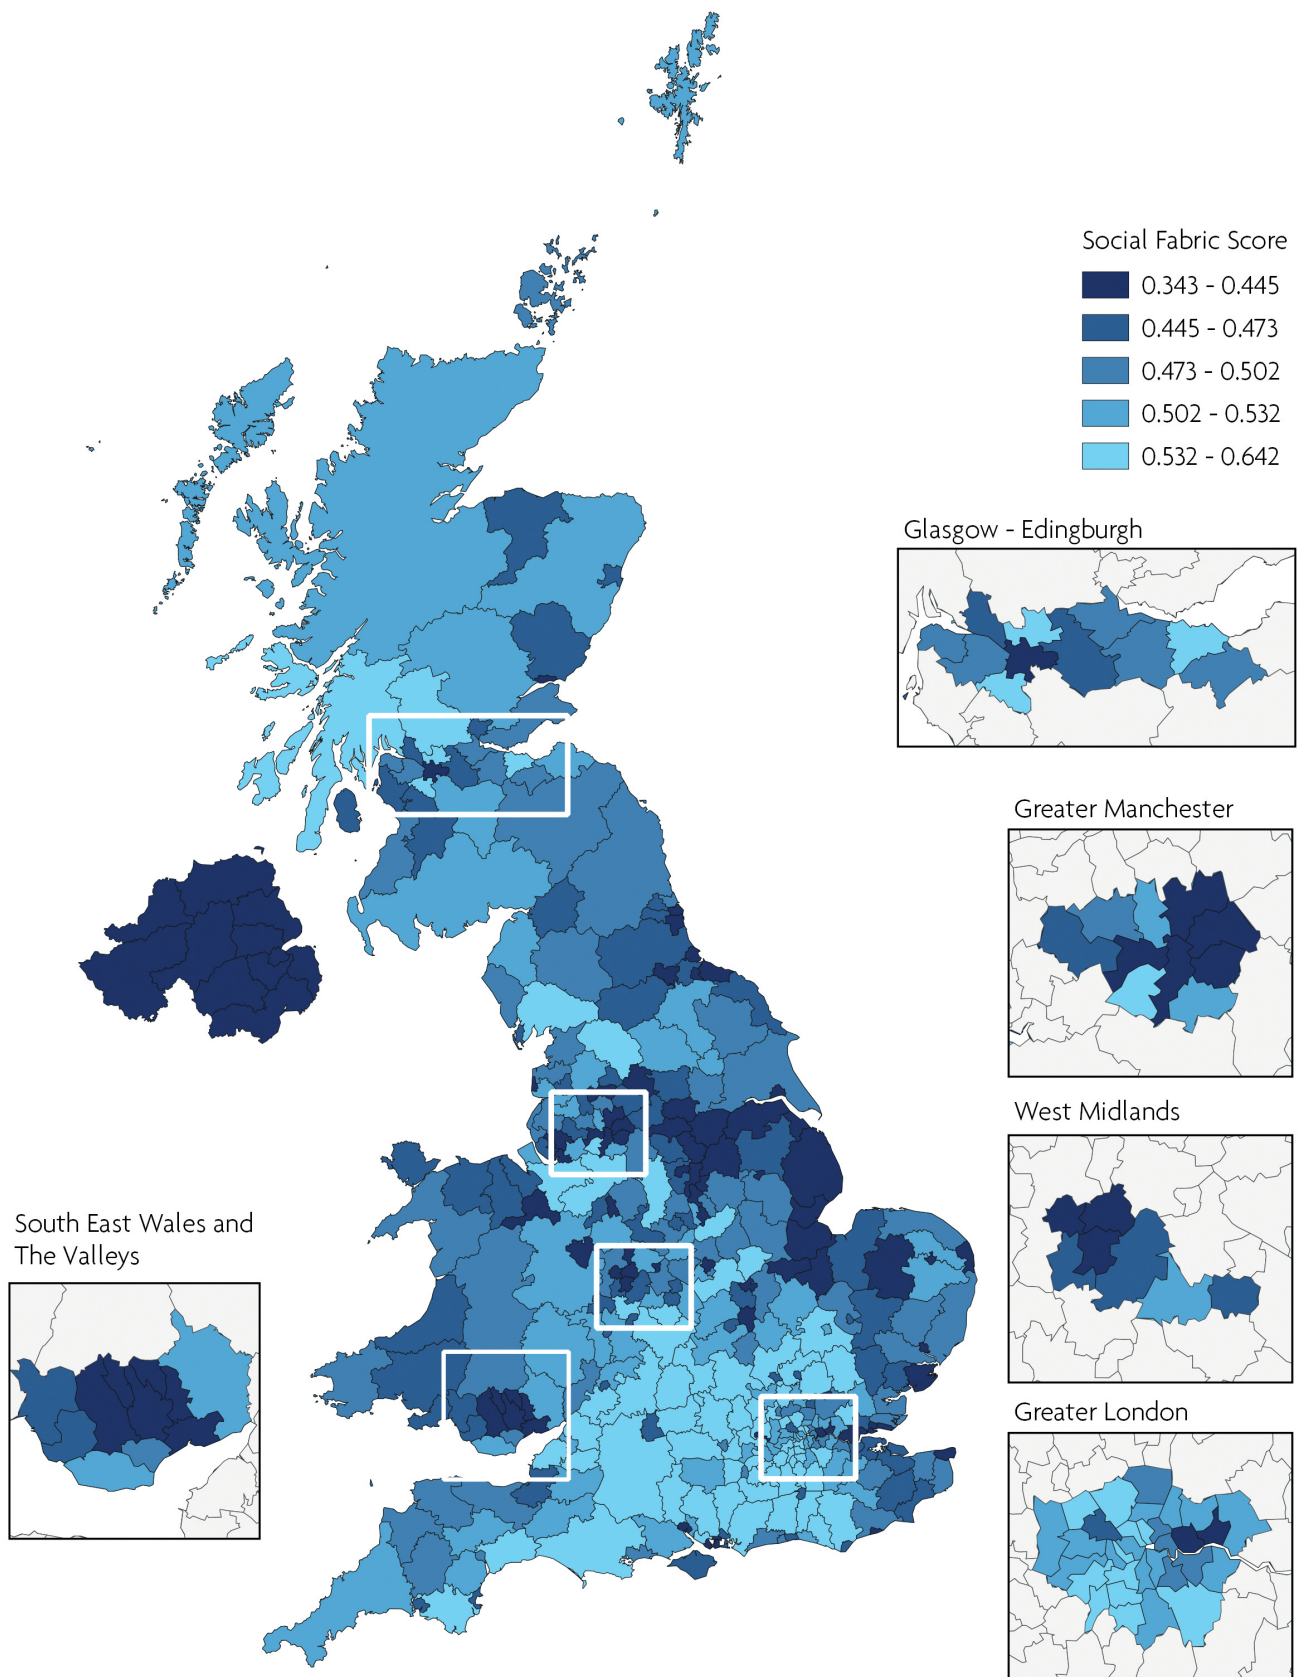 Social Fabric Score
0.343 - 0.445
0.445 - 0.473
0.473 - 0.502
0.502 - 0.532
0.532 - 0.642
Glasgow - Edingburgh
Greater Manchester
West Midlands
South East Wales and
The Valleys
Greater London